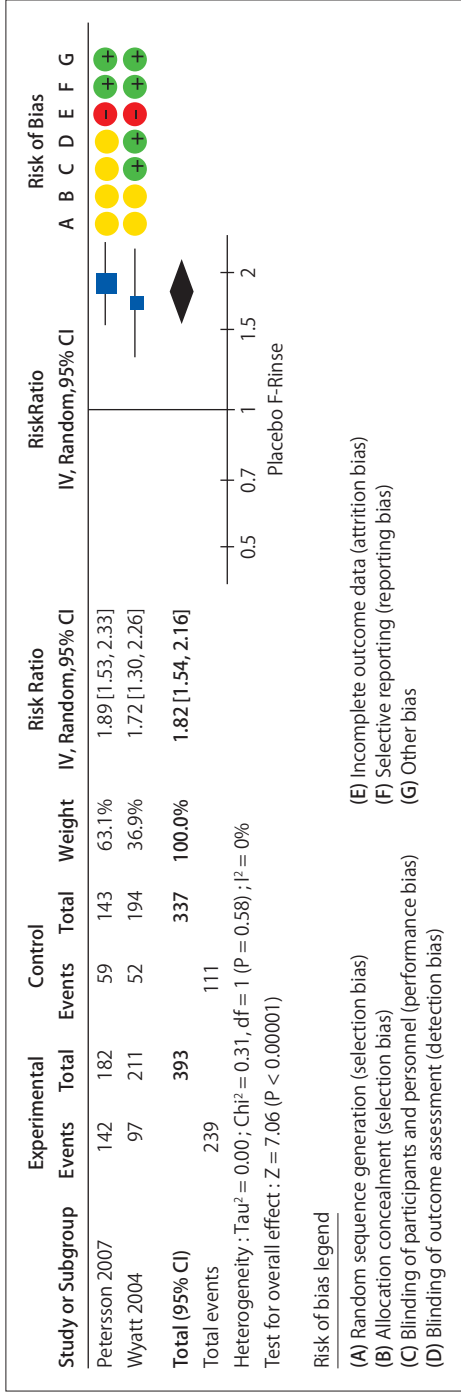 Experimental Control Risk Ratio RiskRatio Risk of Bias
Study or Subgroup Events Total Events Total Weight IV, Random,95% CI IV, Random,95% CI A B C D E F G
Petersson 2007 142 182 59 143 63.1% 1.89 [1.53, 2.33] – + +
Wyatt 2004 97 211 52 194 36.9% 1.72 [1.30, 2.26] + + – + +
Total (95% CI) 393 337 100.0% 1.82 [1.54, 2.16]
Total events 239 111
Heterogeneity : Tau² = 0.00 ; Chi² = 0.31, df = 1 (P = 0.58) ; I² = 0%
Test for overall effect : Z = 7.06 (P < 0.00001)
0.5 0.7 1 1.5 2
Placebo F-Rinse
Risk of bias legend
(A) Random sequence generation (selection bias)
(B) Allocation concealment (selection bias)
(C) Blinding of participants and personnel (performance bias)
(D) Blinding of outcome assessment (detection bias)
(E) Incomplete outcome data (attrition bias)
(F) Selective reporting (reporting bias)
(G) Other bias